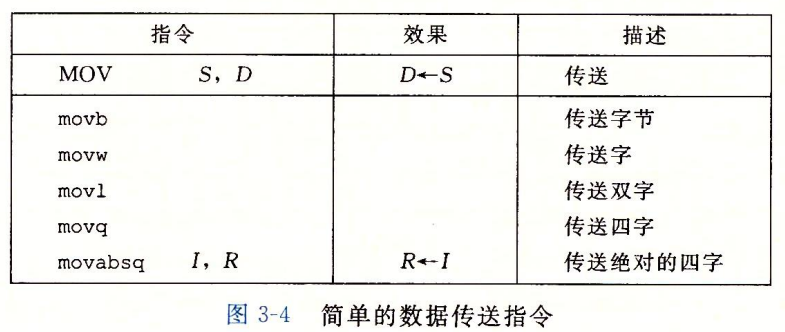 指令 效果 描述
MOV S, D D←S 传送
movb 传送字节
movw 传送字
movl 传送双字
movq 传送四字
movabsq I, R R←I 传送绝对的四字
图 3-4 简单的数据传送指令